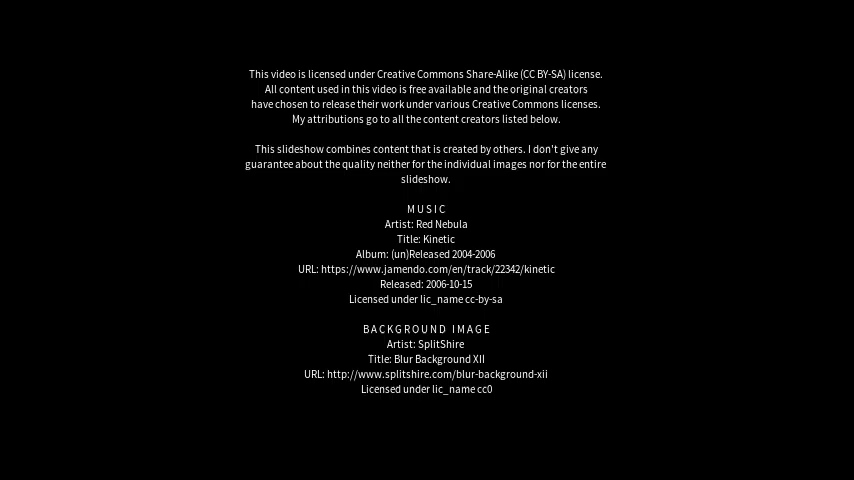 This video is licensed under Creative Commons Share-Alike (CC BY-SA) license.
All content used in this video is free available and the original creators
have chosen to release their work under various Creative Commons licenses.
My attributions go to all the content creators listed below.
This slideshow combines content that is created by others. I don't give any
guarantee about the quality neither for the individual images nor for the entire
slideshow.
MUSIC
Artist: Red Nebula
Title: Kinetic
Album: (un)Released 2004-2006
URL: https://www.jamendo.com/en/track/22342/kinetic
Released: 2006-10-15
Licensed under lic_name cc-by-sa
BACKGROUND IMAGE
Artist: SplitShire
Title: Blur Background XII
URL: http://www.splitshire.com/blur-background-xii
Licensed under lic_name cc0